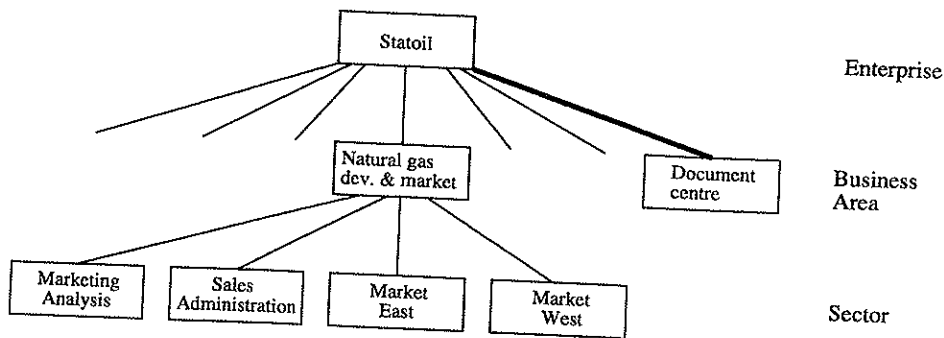 Statoil
Enterprise
Natural gas
dev. & market
Document
centre
Business
Area
Marketing
Analysis
Sales
Administration
Market
East
Market
West
Sector